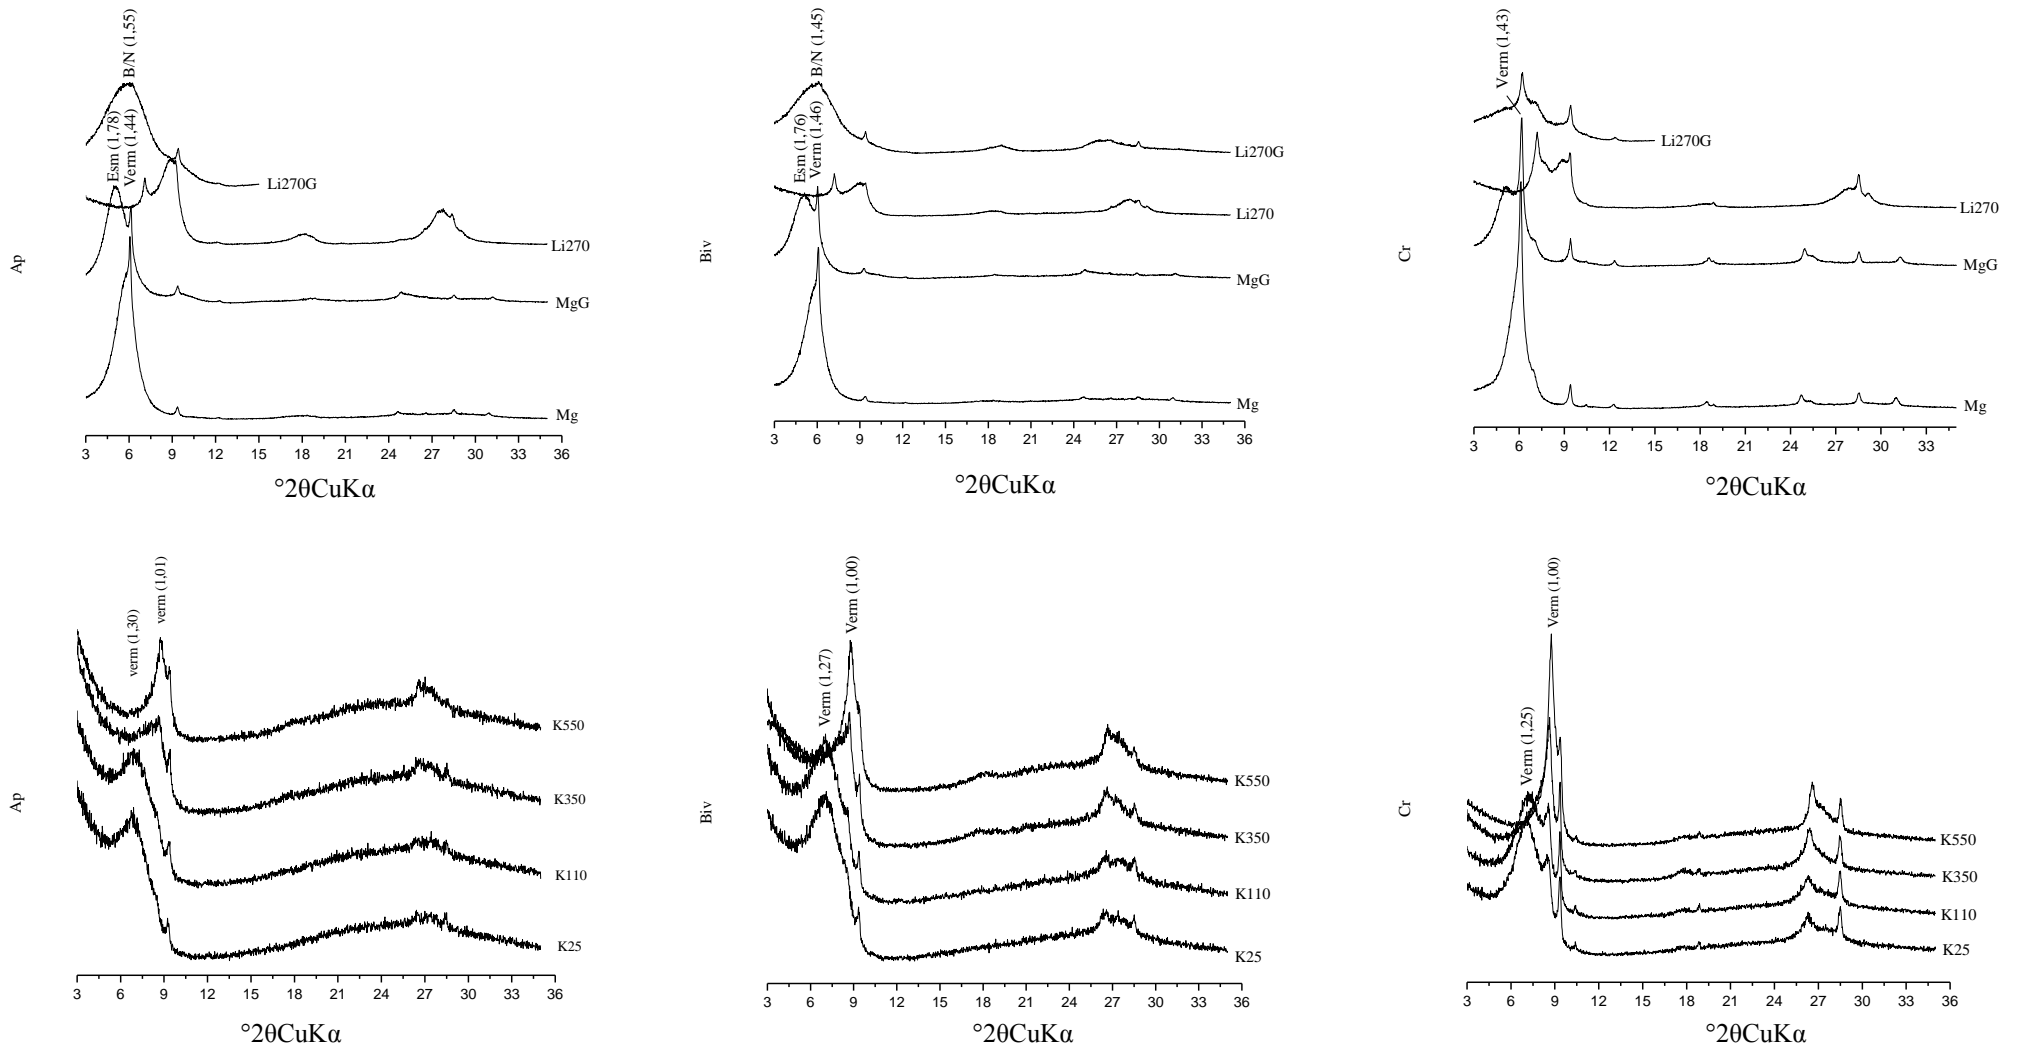 B/N (1,55)
Esm (1,78)
Verm (1,44)
Li270G
Li270
MgG
Mg
Ap
3 6 9 12 15 18 21 24 27 30 33 36
°2θCuKα
B/N (1,45)
Esm (1,76)
Verm (1,46)
Li270G
Li270
MgG
Mg
Biv
3 6 9 12 15 18 21 24 27 30 33 36
°2θCuKα
Verm (1,43)
Li270G
Li270
MgG
Mg
Cr
3 6 9 12 15 18 21 24 27 30 33
°2θCuKα
verm (1,30)
verm (1,01)
K550
K350
K110
K25
Ap
3 6 9 12 15 18 21 24 27 30 33 36
°2θCuKα
Verm (1,27)
Verm (1,00)
K550
K350
K110
K25
Biv
3 6 9 12 15 18 21 24 27 30 33 36
°2θCuKα
Verm (1,25)
Verm (1,00)
K550
K350
K110
K25
Cr
3 6 9 12 15 18 21 24 27 30 33 36
°2θCuKα